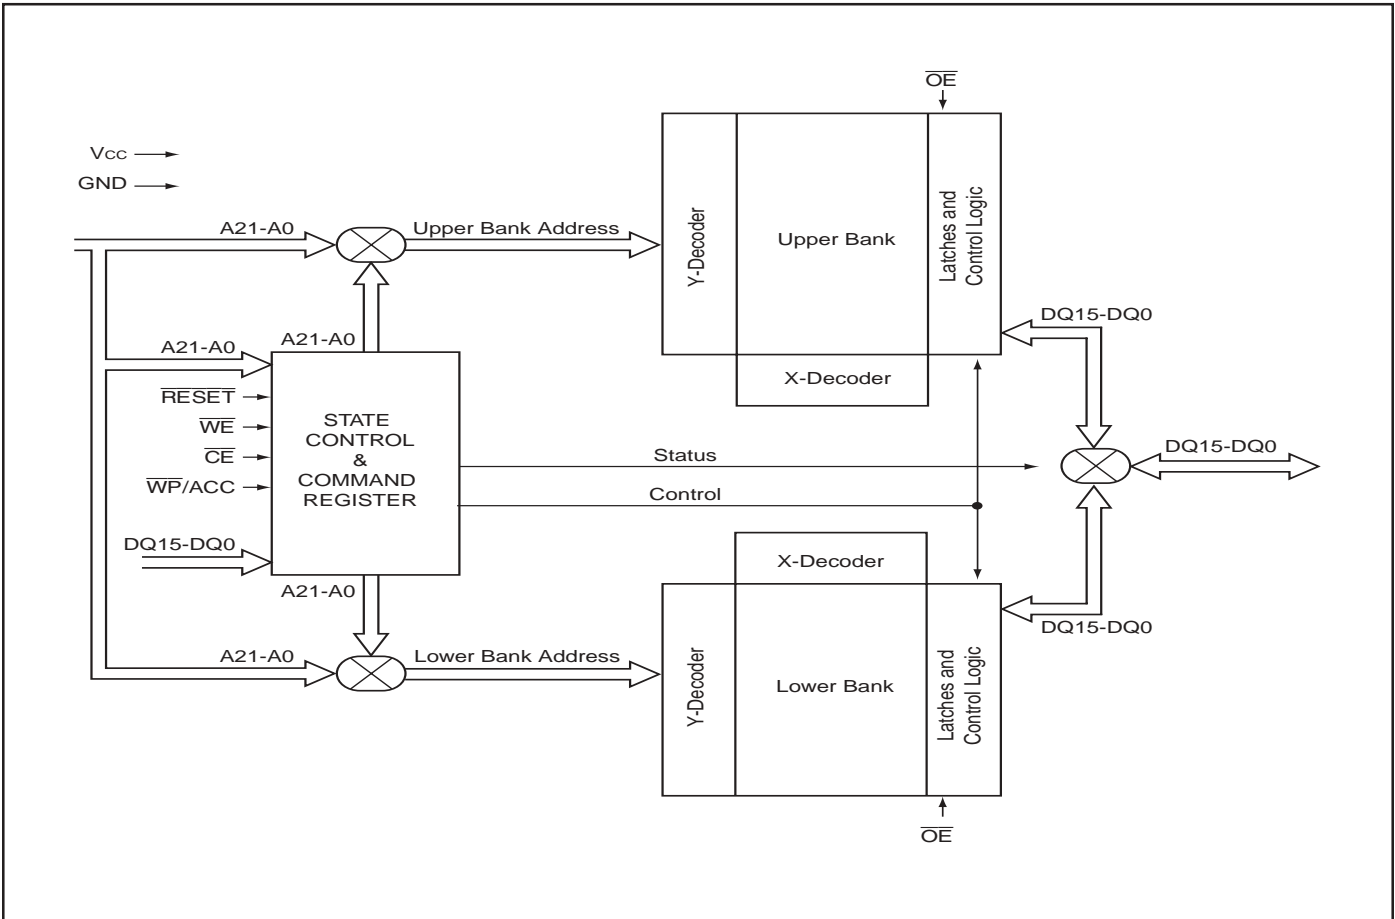 OE
VCC
GND
A21-A0
Upper Bank Address
Y-Decoder
Upper Bank
Latches and
Control Logic
DQ15-DQ0
A21-A0
A21-A0
X-Decoder
RESET
WE
CE
WP/ACC
STATE
CONTROL
&
COMMAND
REGISTER
Status
Control
DQ15-DQ0
DQ15-DQ0
A21-A0
X-Decoder
DQ15-DQ0
A21-A0
Lower Bank Address
Y-Decoder
Lower Bank
Latches and
Control Logic
OE